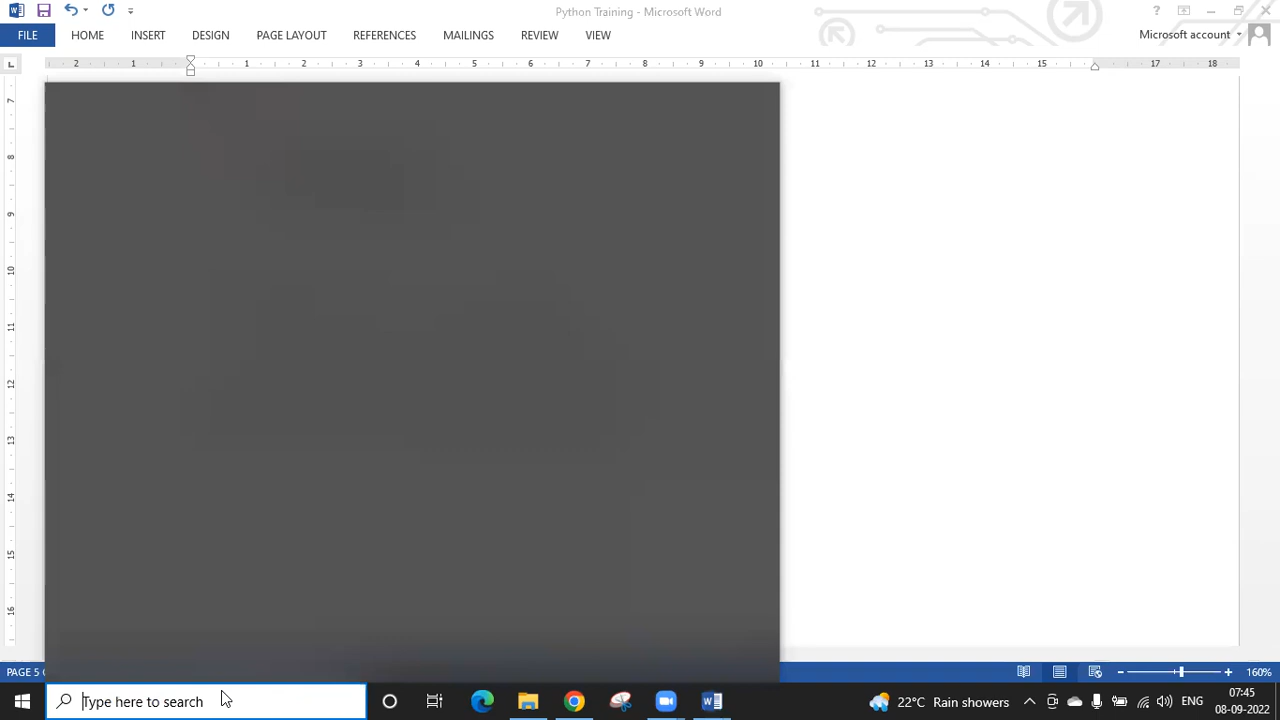 Python Training - Microsoft Word
?
FILE HOME INSERT DESIGN PAGE LAYOUT REFERENCES MAILINGS REVIEW VIEW Microsoft account
L 2 1 1 2 3 4 5 6 7 8 9 10 11 12 13 14 15 17 18
7
8
9
10
11
12
13
14
15
16
PAGE 5 160%
Type here to search 22°C Rain showers ENG 07:45
08-09-2022